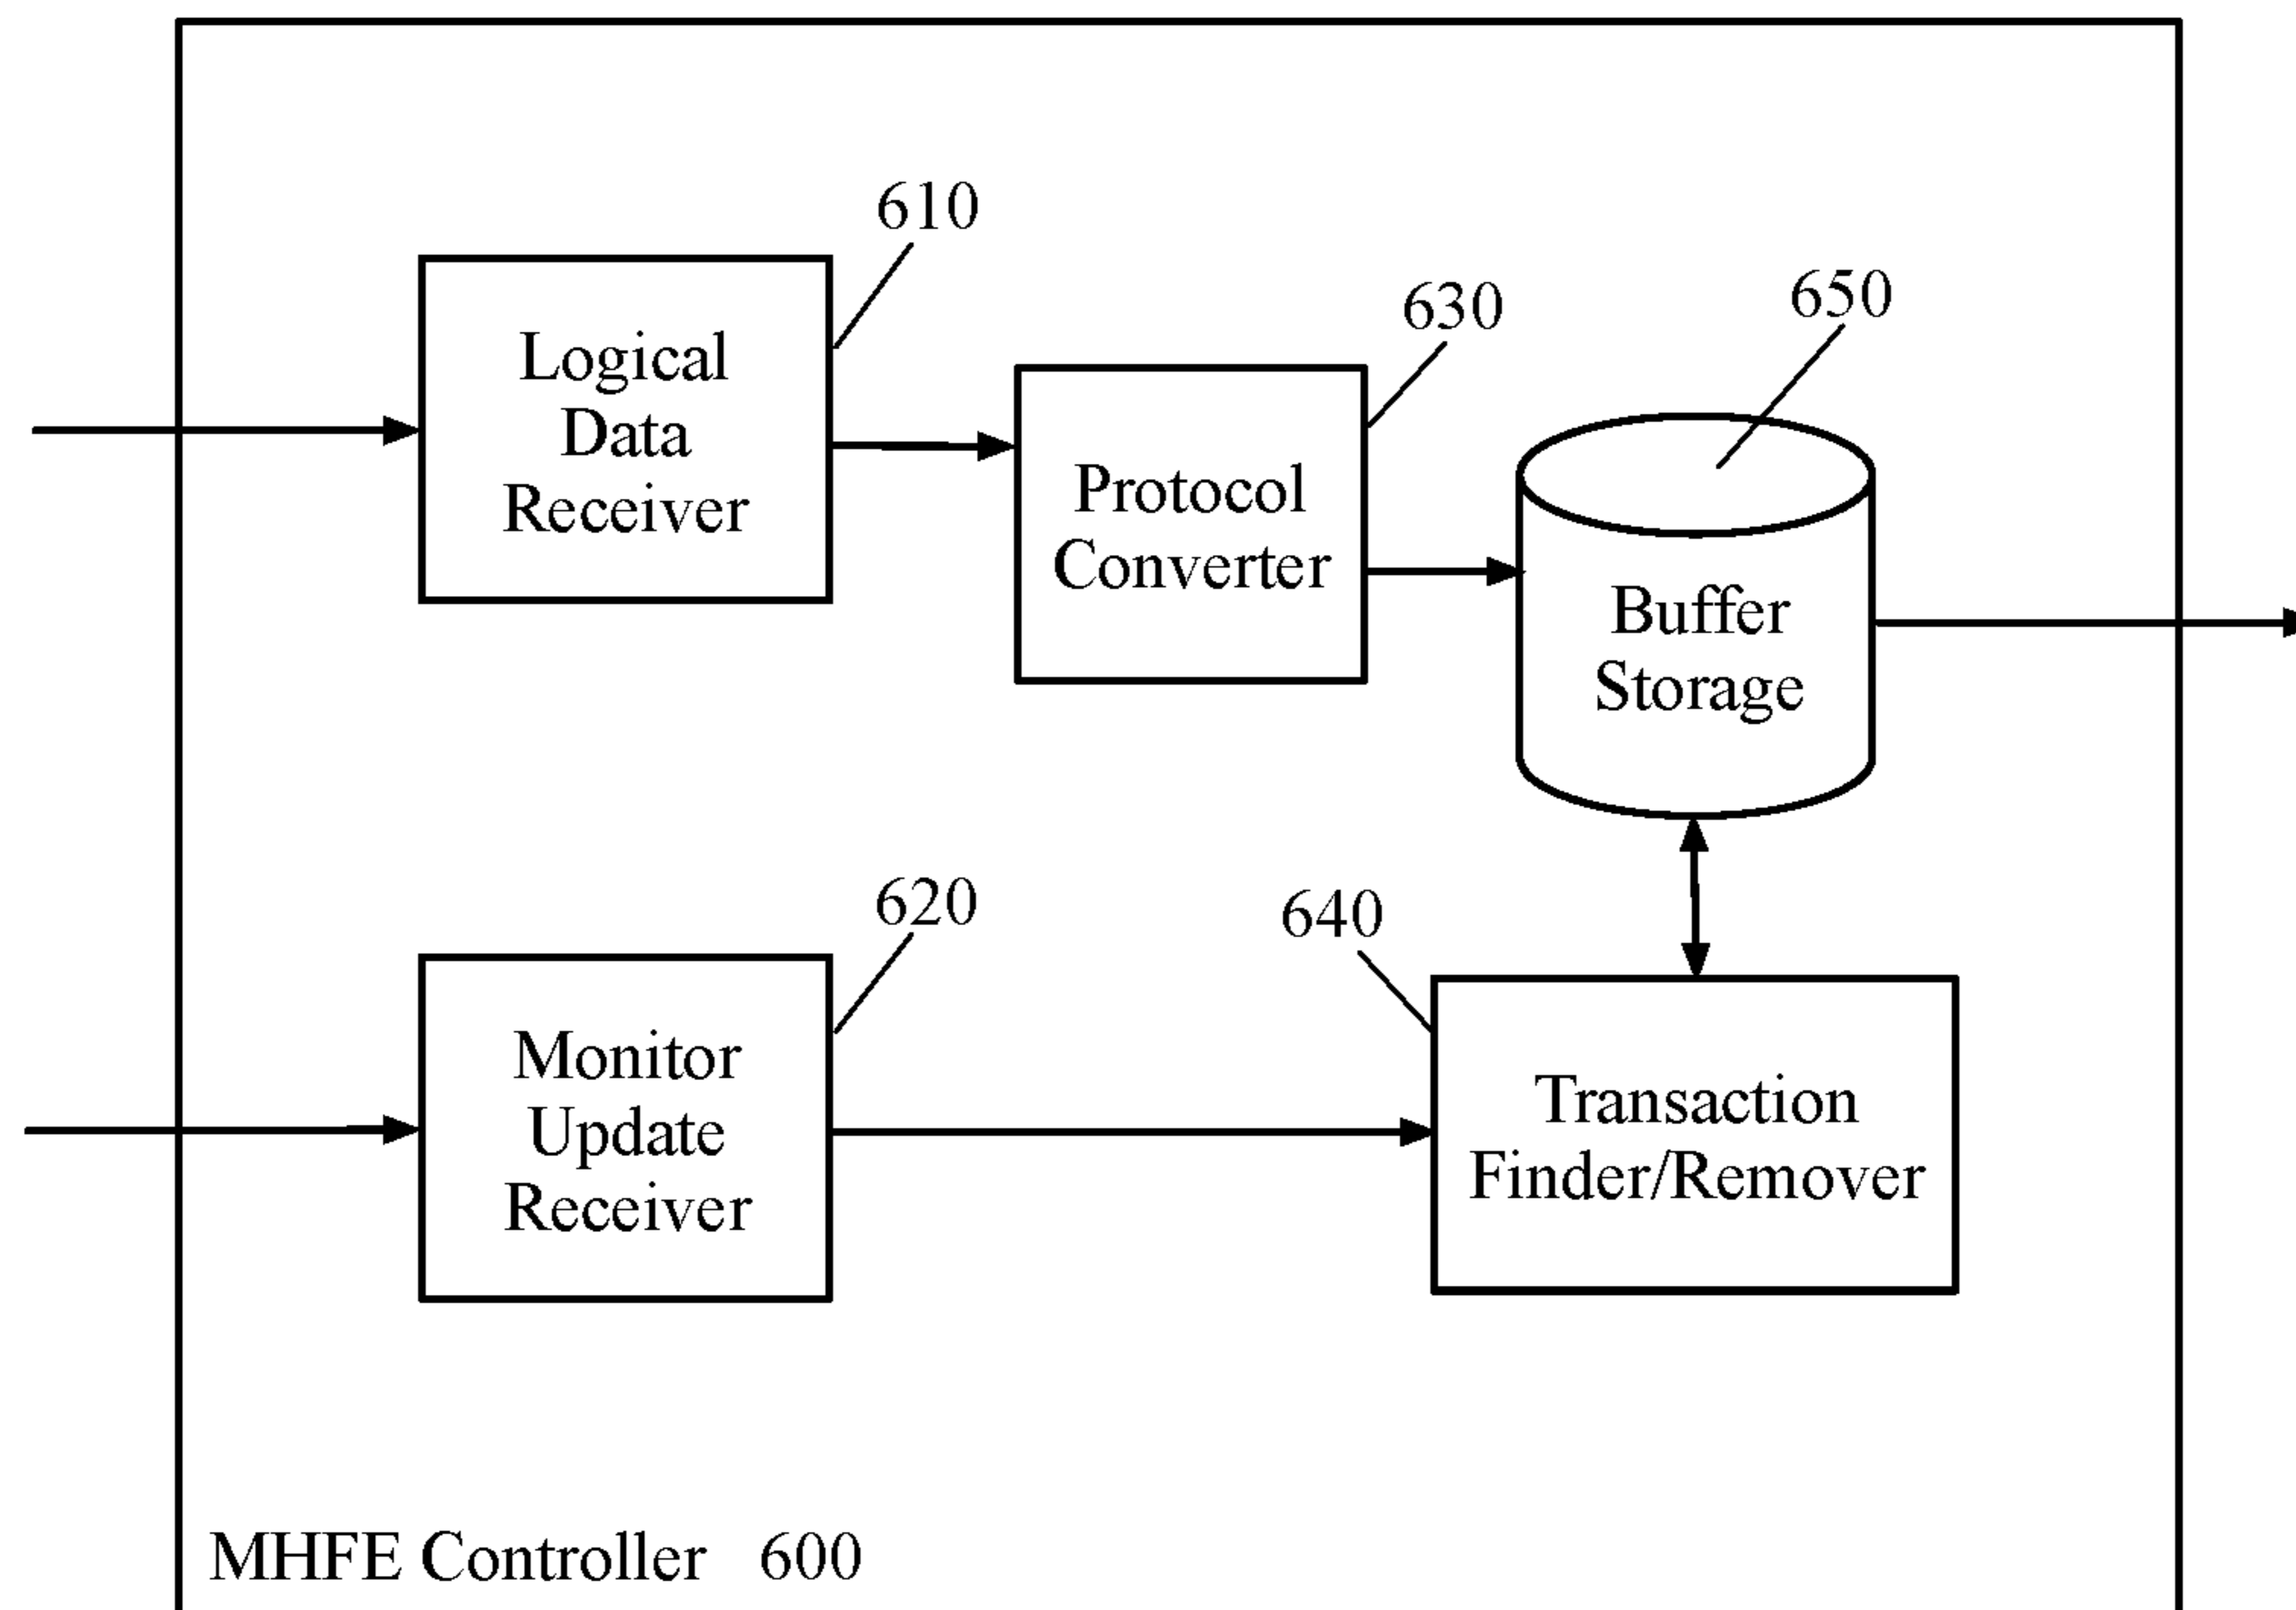 610
Logical
Data
Receiver
630
Protocol
Converter
650
Buffer
Storage
620
Monitor
Update
Receiver
640
Transaction
Finder/Remover
MHFE Controller 600